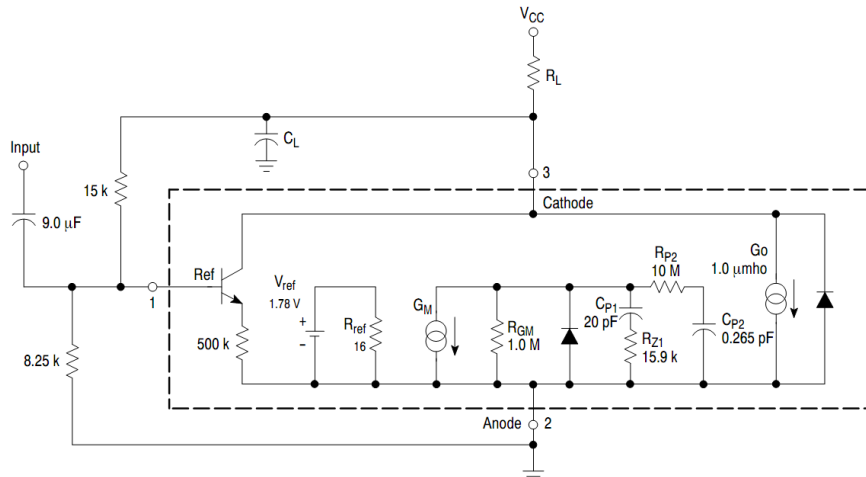 VCC
RL
Input
CL
15 k
3
9.0 μF
Cathode
Ref
Vref
1.78 V
RP2
10 M
Go
1.0 μmho
1
GM
CP1
20 pF
+
–
Rref
16
RGM
1.0 M
CP2
0.265 pF
500 k
RZ1
15.9 k
8.25 k
Anode
2